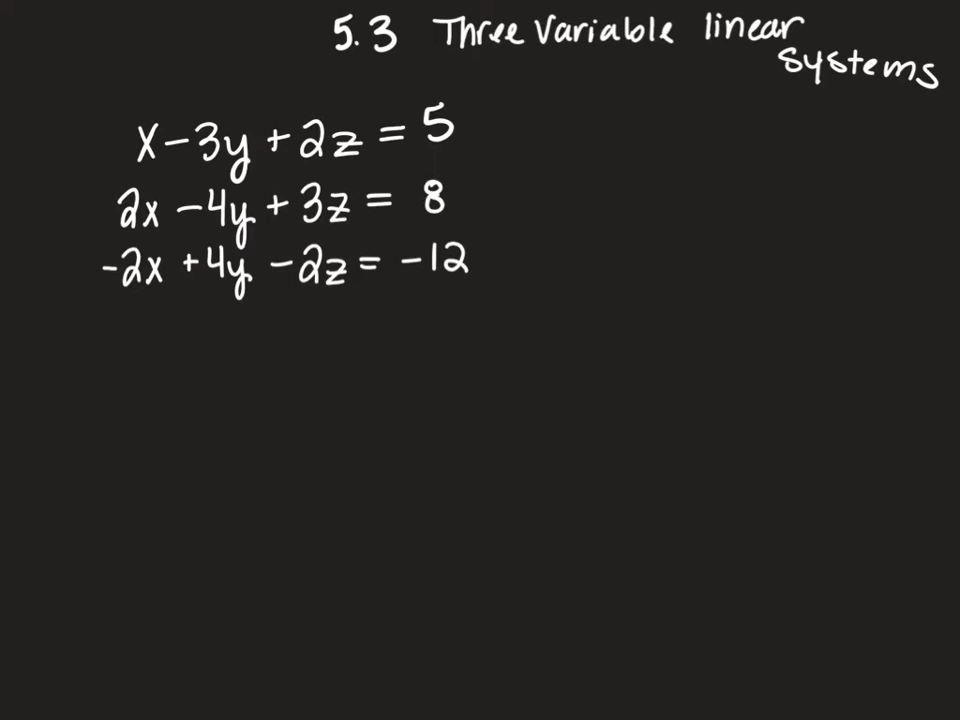 5.3 Three Variable linear
systems
x - 3y + 2z = 5
2x - 4y + 3z = 8
-2x + 4y - 2z = -12